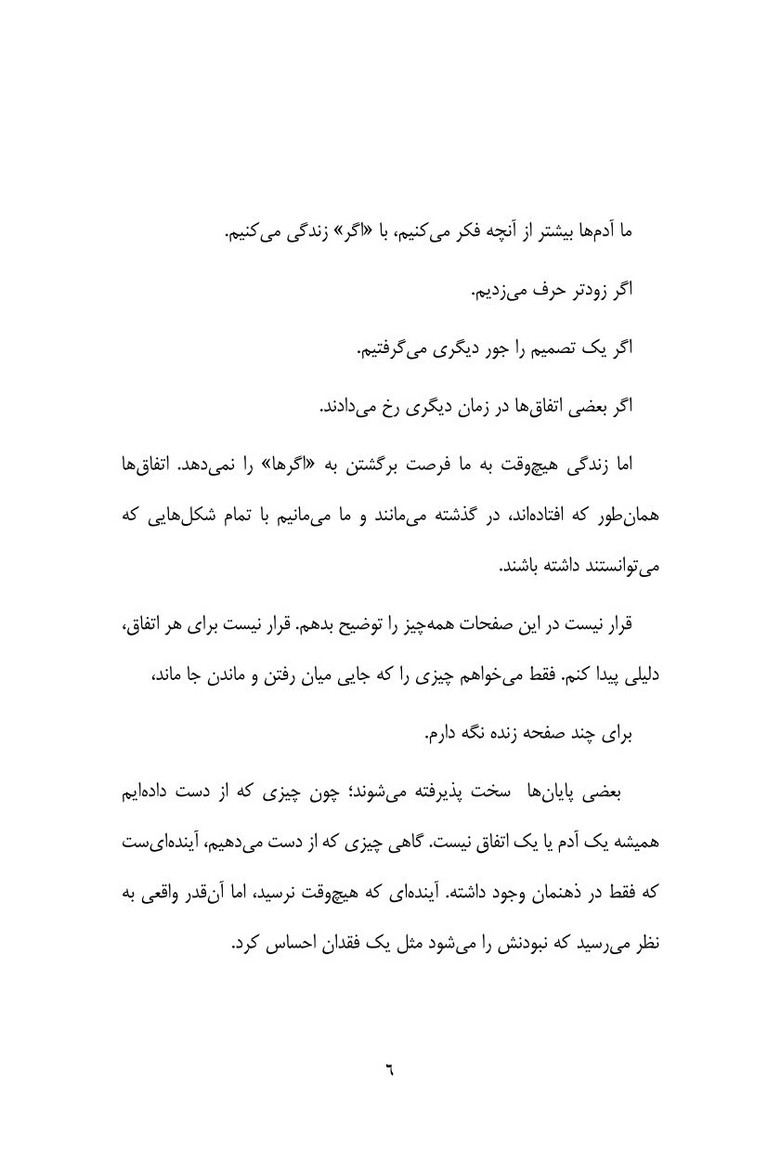 ما آدم‌ها بیشتر از آنچه فکر می‌کنیم، با «اگر» زندگی می‌کنیم.
اگر زودتر حرف می‌زدیم.
اگر یک تصمیم را جور دیگری می‌گرفتیم.
اگر بعضی اتفاق‌ها در زمان دیگری رخ می‌دادند.
اما زندگی هیچ‌وقت به ما فرصت برگشتن به «اگرها» را نمی‌دهد. اتفاق‌ها
همان‌طور که افتاده‌اند، در گذشته می‌مانند و ما می‌مانیم با تمام شکل‌هایی که
می‌توانستند داشته باشند.
قرار نیست در این صفحات همه‌چیز را توضیح بدهم. قرار نیست برای هر اتفاق،
دلیلی پیدا کنم. فقط می‌خواهم چیزی را که جایی میان رفتن و ماندن جا ماند،
برای چند صفحه زنده نگه دارم.
بعضی پایان‌ها  سخت پذیرفته می‌شوند؛ چون چیزی که از دست داده‌ایم
همیشه یک آدم یا یک اتفاق نیست. گاهی چیزی که از دست می‌دهیم، آینده‌ای‌ست
که فقط در ذهنمان وجود داشته. آینده‌ای که هیچ‌وقت نرسید، اما آن‌قدر واقعی به
نظر می‌رسید که نبودنش را می‌شود مثل یک فقدان احساس کرد.
٦